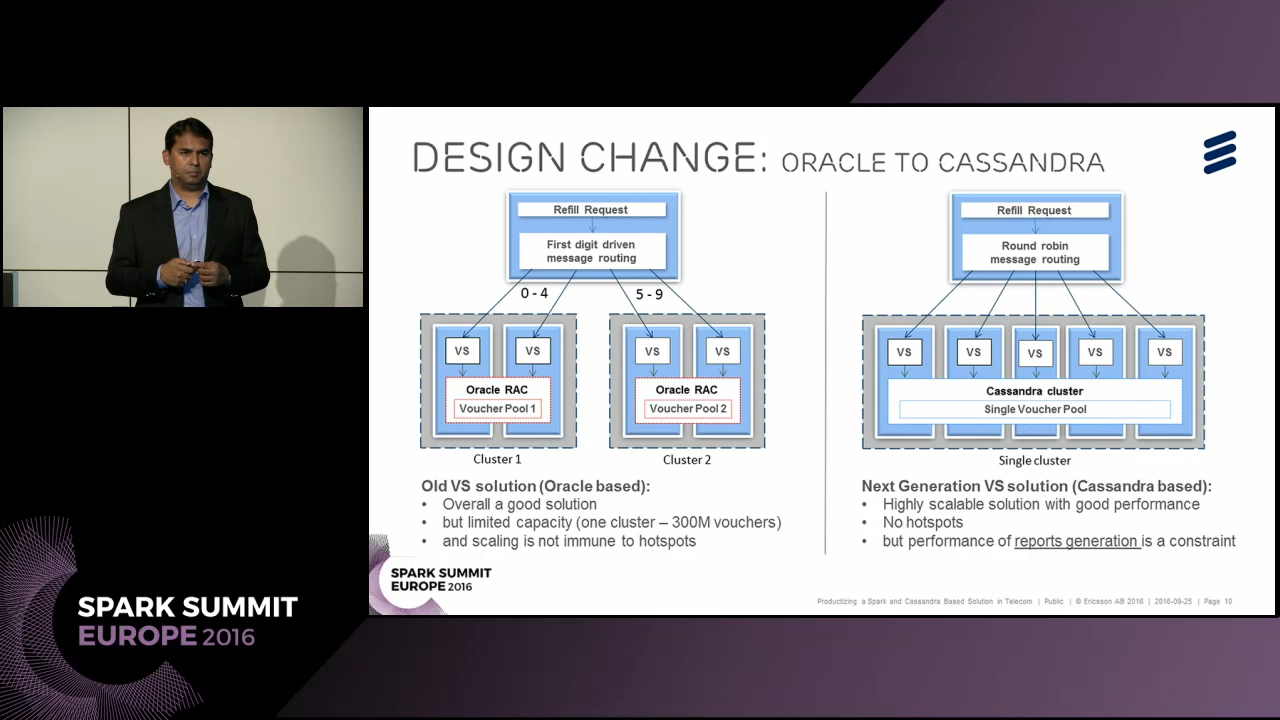 DESIGN CHANGE: ORACLE TO CASSANDRA
Refill Request
First digit driven
message routing
0 - 4
5 - 9
VS
VS
VS
VS
Oracle RAC
Voucher Pool 1
Oracle RAC
Voucher Pool 2
Cluster 1
Cluster 2
Old VS solution (Oracle based):
• Overall a good solution
• but limited capacity (one cluster – 300M vouchers)
• and scaling is not immune to hotspots
Refill Request
Round robin
message routing
VS
VS
VS
VS
VS
Cassandra cluster
Single Voucher Pool
Single cluster
Next Generation VS solution (Cassandra based):
• Highly scalable solution with good performance
• No hotspots
• but performance of reports generation is a constraint
SPARK SUMMIT
EUROPE 2016
Productizing a Spark and Cassandra Based Solution in Telecom | Public | © Ericsson AB 2016 | 2016-09-25 | Page 10
SPARK SUMMIT
EUROPE 2016